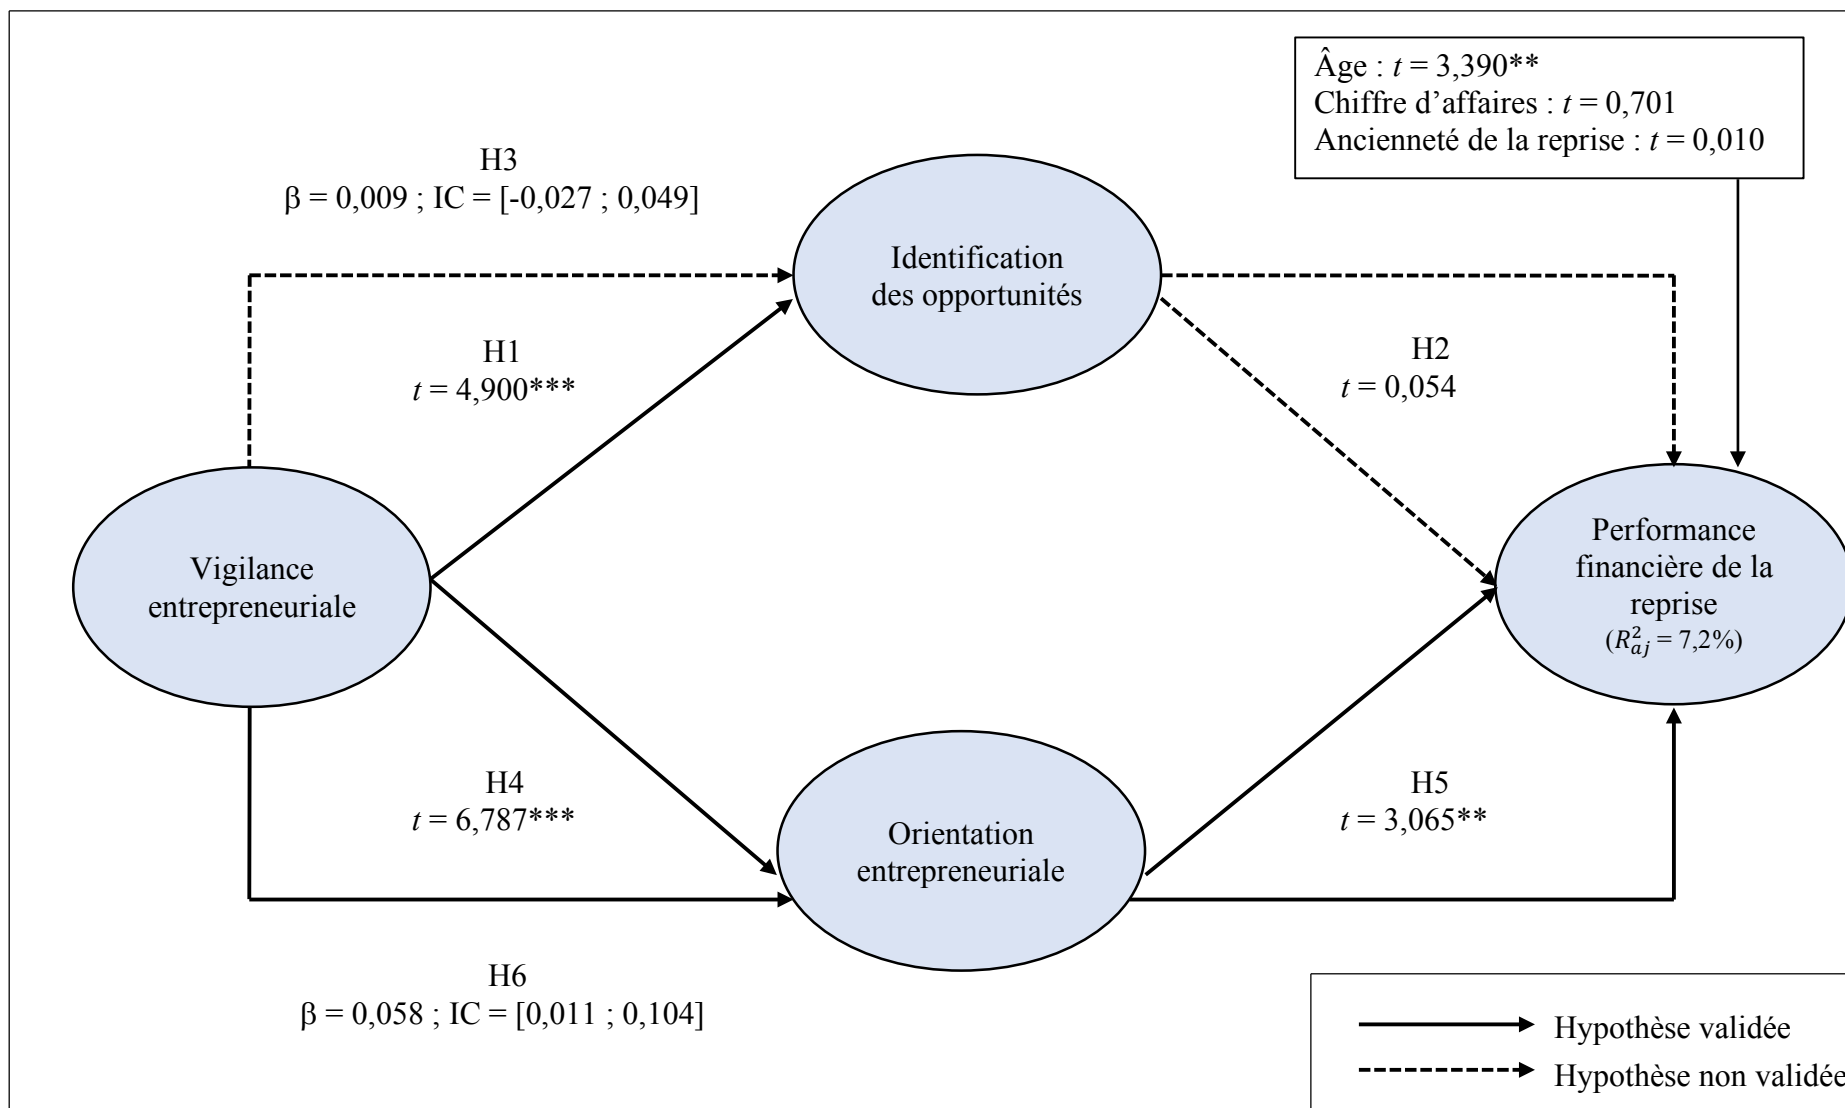 Âge : t = 3,390**
Chiffre d’affaires : t = 0,701
Ancienneté de la reprise : t = 0,010
H3
β = 0,009 ; IC = [-0,027 ; 0,049]
Identification
des opportunités
H1
t = 4,900***
H2
t = 0,054
Vigilance
entrepreneuriale
Performance
financière de la
reprise
(R²aj = 7,2%)
H4
t = 6,787***
H5
t = 3,065**
Orientation
entrepreneuriale
H6
β = 0,058 ; IC = [0,011 ; 0,104]
Hypothèse validée
Hypothèse non validée